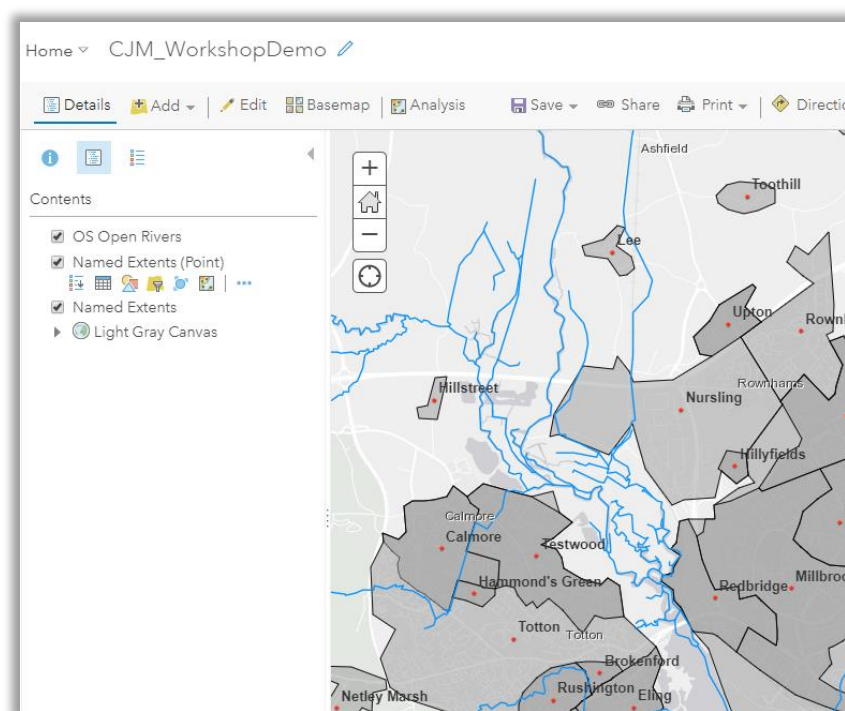 Home CJM_WorkshopDemo
Details Add Edit Basemap Analysis Save Share Print Directio
Contents
OS Open Rivers
Named Extents (Point)
Named Extents
Light Gray Canvas
Ashfield
Toothill
Lee
Upton
Rownh
Rownhams
Hillstreet
Nursling
Hillyfields
Calmore
Calmore
Testwood
Hammond's Green
Redbridge
Millbroo
Totton
Totton
Brokenford
Rushington
Eling
Netley Marsh